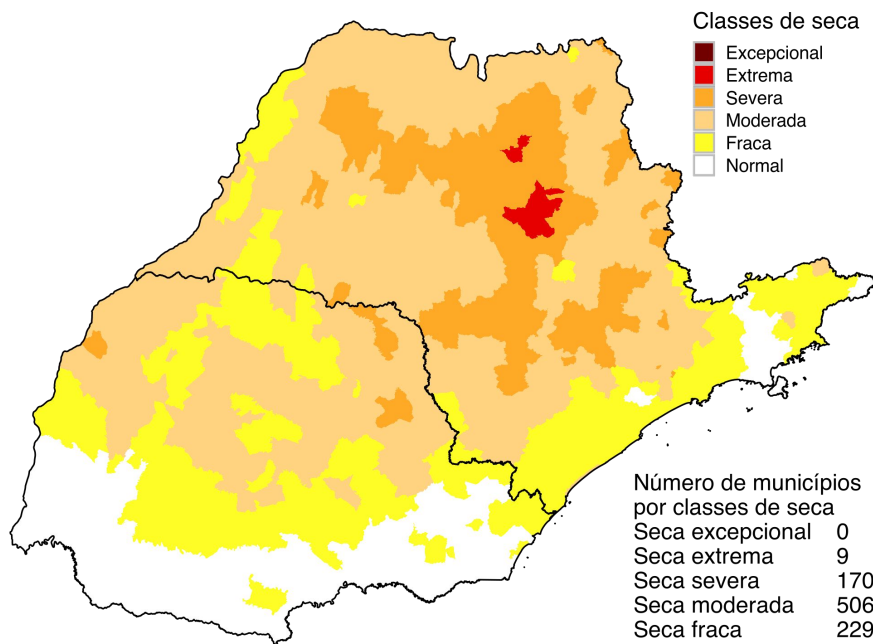 Classes de seca
Excepcional
Extrema
Severa
Moderada
Fraca
Normal
Número de municípios
por classes de seca
Seca excepcional 0
Seca extrema 9
Seca severa 170
Seca moderada 506
Seca fraca 229